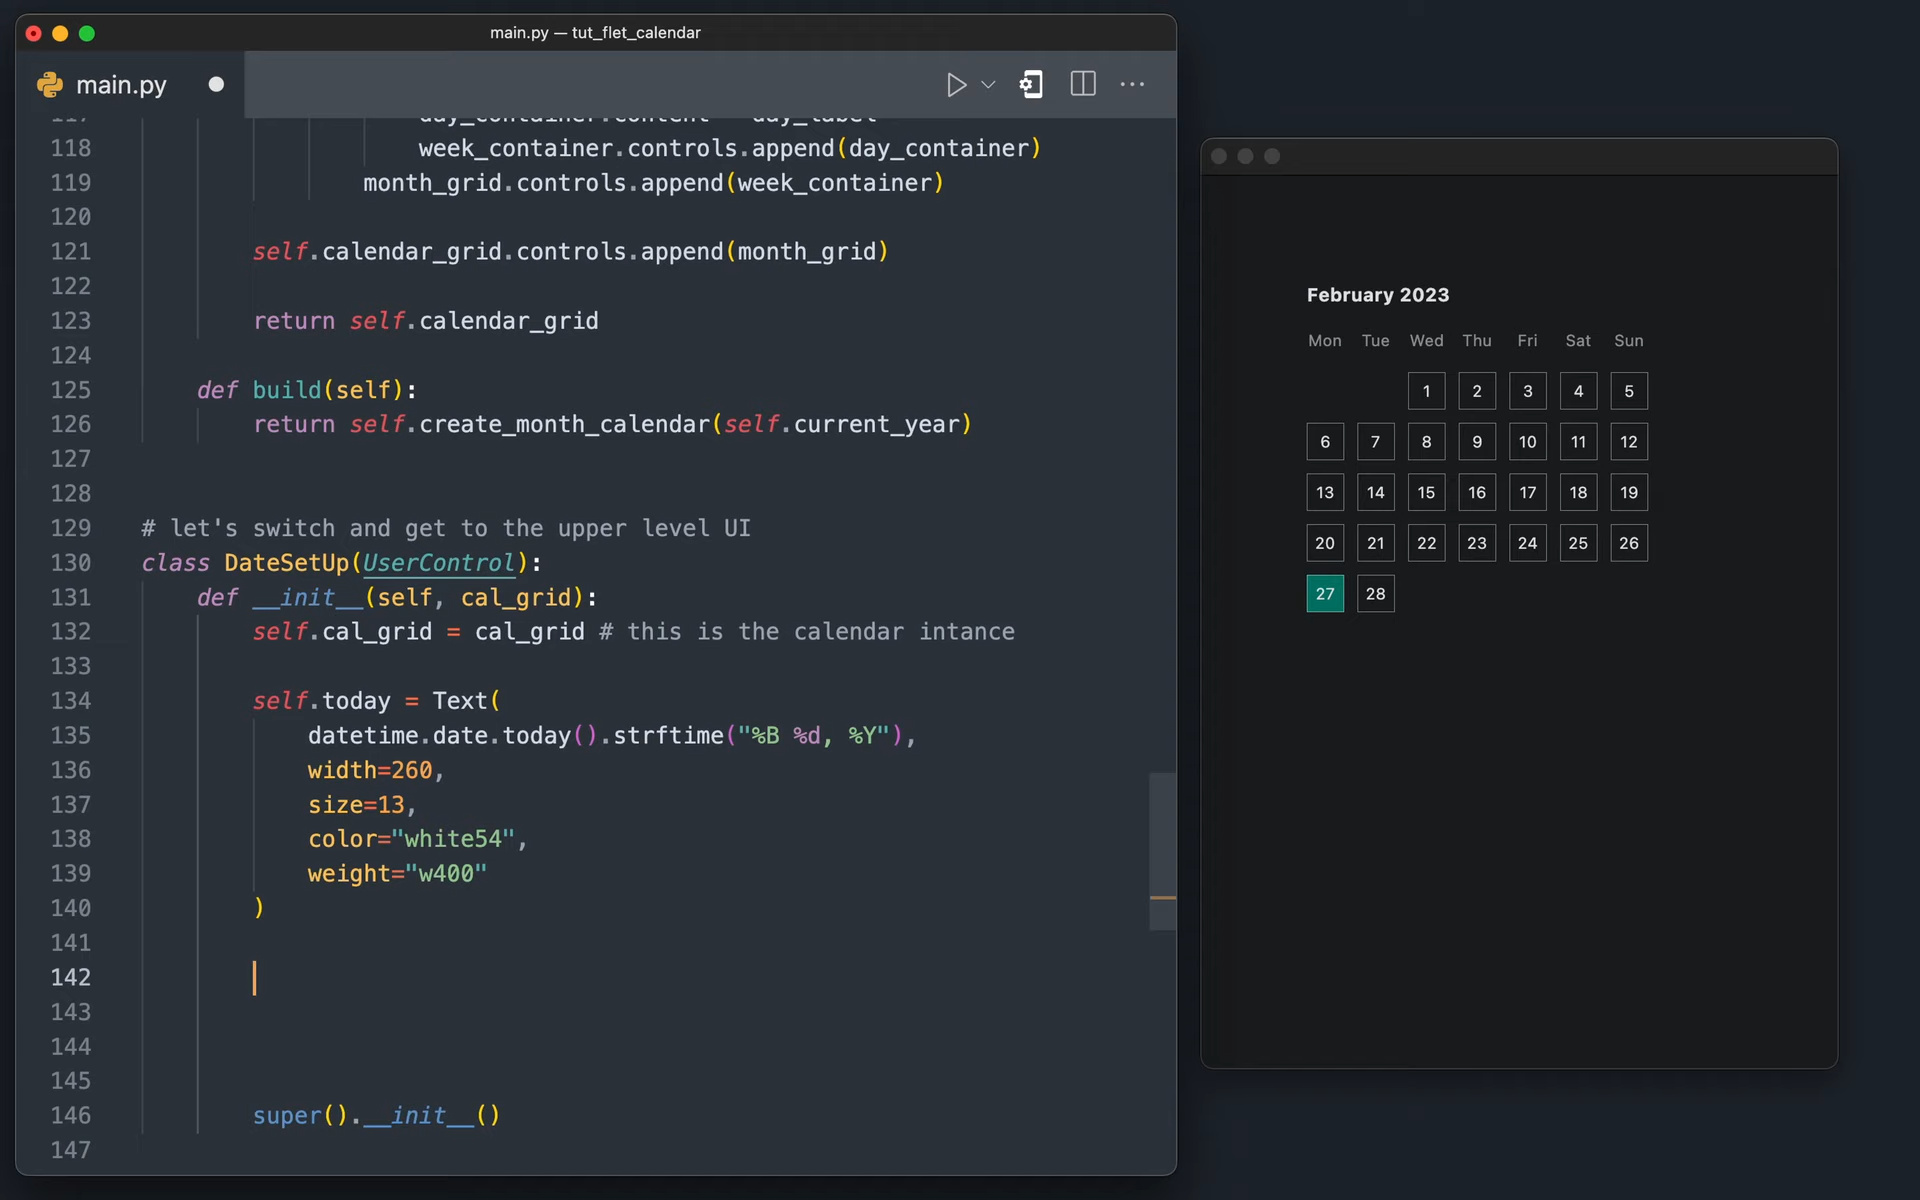 main.py — tut_flet_calendar
main.py
117 day_container.content = day_label
118 week_container.controls.append(day_container)
119 month_grid.controls.append(week_container)
120
121 self.calendar_grid.controls.append(month_grid)
122
123 return self.calendar_grid
124
125 def build(self):
126 return self.create_month_calendar(self.current_year)
127
128
129 # let's switch and get to the upper level UI
130 class DateSetUp(UserControl):
131 def __init__(self, cal_grid):
132 self.cal_grid = cal_grid # this is the calendar intance
133
134 self.today = Text(
135 datetime.date.today().strftime("%B %d, %Y"),
136 width=260,
137 size=13,
138 color="white54",
139 weight="w400"
140 )
141
142
143
144
145
146 super().__init__()
147
February 2023
Mon Tue Wed Thu Fri Sat Sun
1 2 3 4 5
6 7 8 9 10 11 12
13 14 15 16 17 18 19
20 21 22 23 24 25 26
27 28